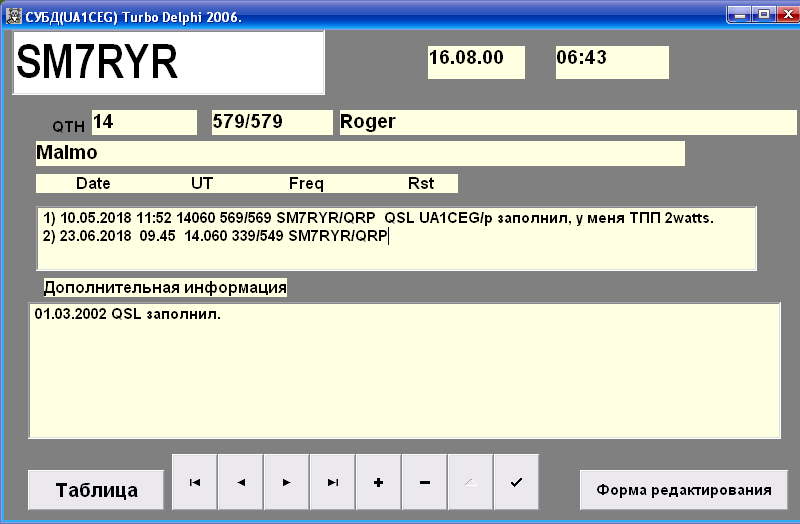 СУБД(UA1CEG) Turbo Delphi 2006.
SM7RYR 16.08.00 06:43
QTH 14 579/579 Roger
Malmo
Date UT Freq Rst
1) 10.05.2018 11:52 14060 569/569 SM7RYR/QRP QSL UA1CEG/p заполнил, у меня ТПП 2watts.
2) 23.06.2018 09.45 14.060 339/549 SM7RYR/QRP
Дополнительная информация
01.03.2002 QSL заполнил.
Таблица Форма редактирования